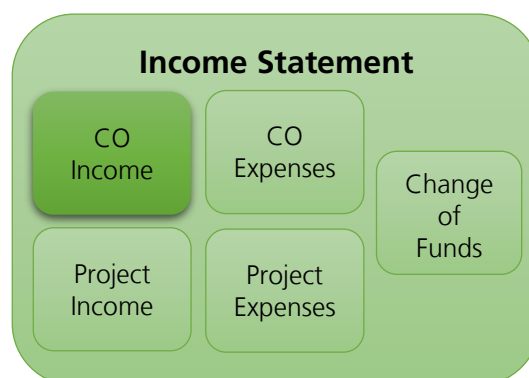 Income Statement
CO
Income
CO
Expenses
Change
of
Funds
Project
Income
Project
Expenses